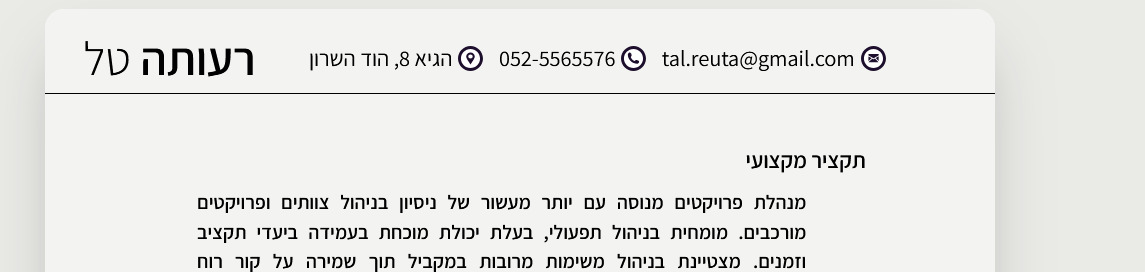 tal.reuta@gmail.com 052-5565576 הגיא 8, הוד השרון רעותה טל
תקציר מקצועי
מנהלת פרויקטים מנוסה עם יותר מעשור של ניסיון בניהול צוותים ופרויקטים
מורכבים. מומחית בניהול תפעולי, בעלת יכולת מוכחת בעמידה ביעדי תקציב
וזמנים. מצטיינת בניהול משימות מרובות במקביל תוך שמירה על קור רוח